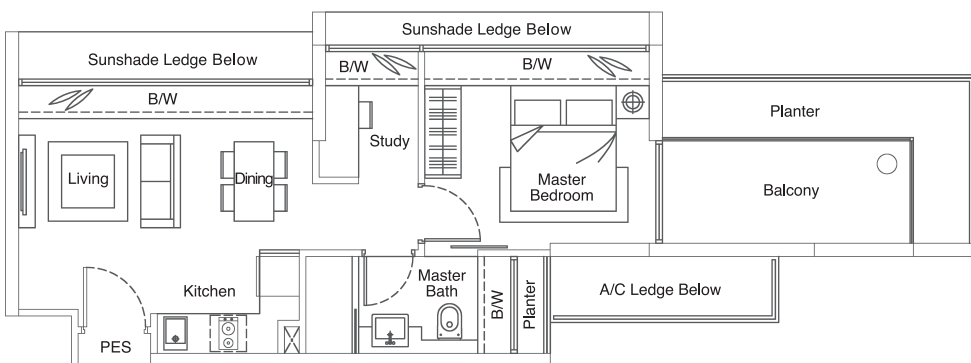 Sunshade Ledge Below
Sunshade Ledge Below
B/W
B/W
B/W
Planter
Study
Living
Dining
Master
Bedroom
Balcony
Kitchen
Master
Bath
B/W
Planter
A/C Ledge Below
PES